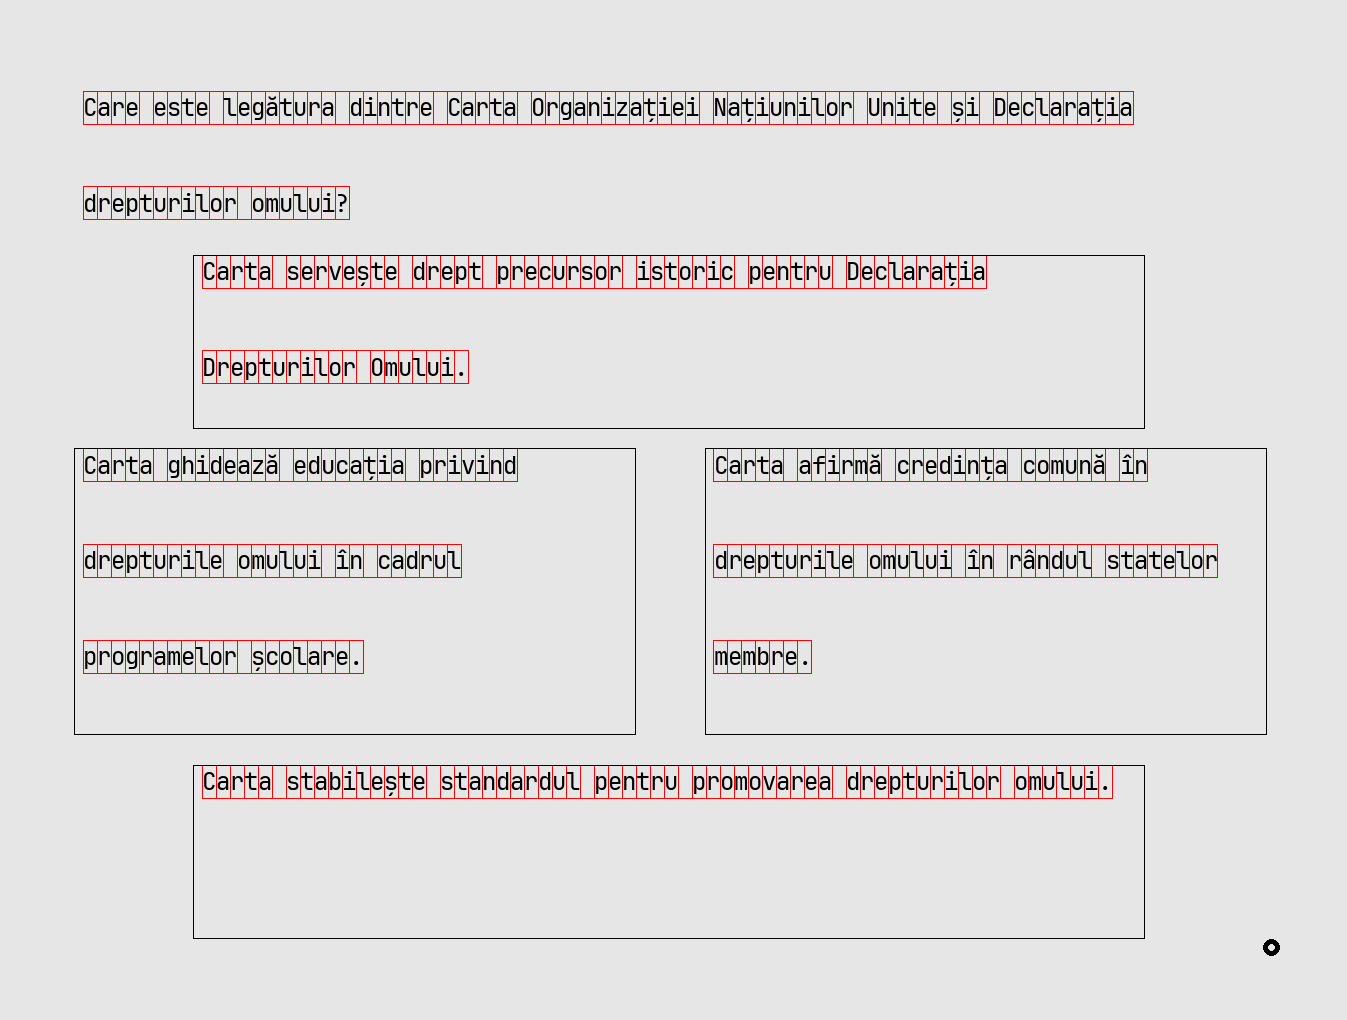 Care este legătura dintre Carta Organizației Națiunilor Unite și Declarația
drepturilor omului?
Carta servește drept precursor istoric pentru Declarația
Drepturilor Omului.
Carta ghidează educația privind
drepturile omului în cadrul
programelor școlare.
Carta afirmă credința comună în
drepturile omului în rândul statelor
membre.
Carta stabilește standardul pentru promovarea drepturilor omului.